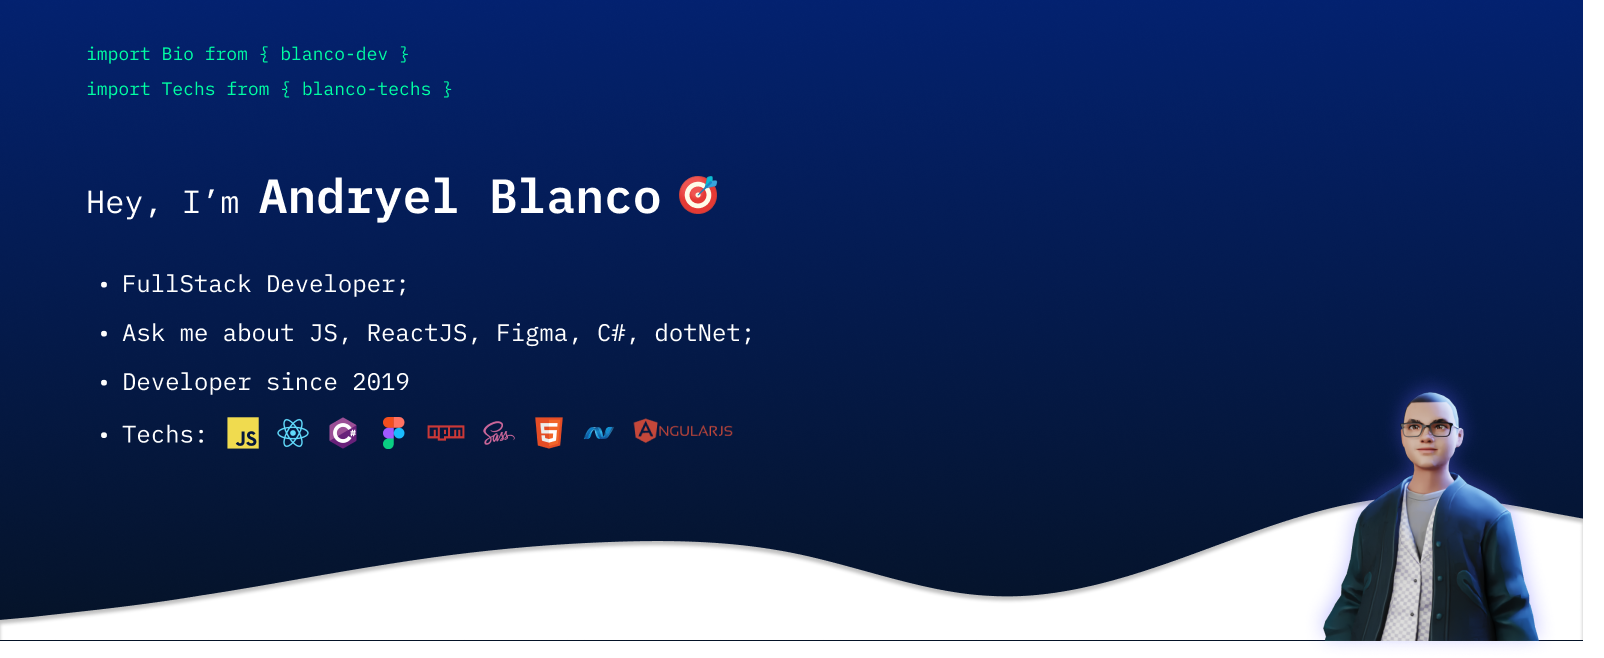 import Bio from { blanco-dev }
import Techs from { blanco-techs }
Hey, I’m Andryel Blanco
• FullStack Developer;
• Ask me about JS, ReactJS, Figma, C#, dotNet;
• Developer since 2019
• Techs: JS C# npm Sass 5 ANGULARJS